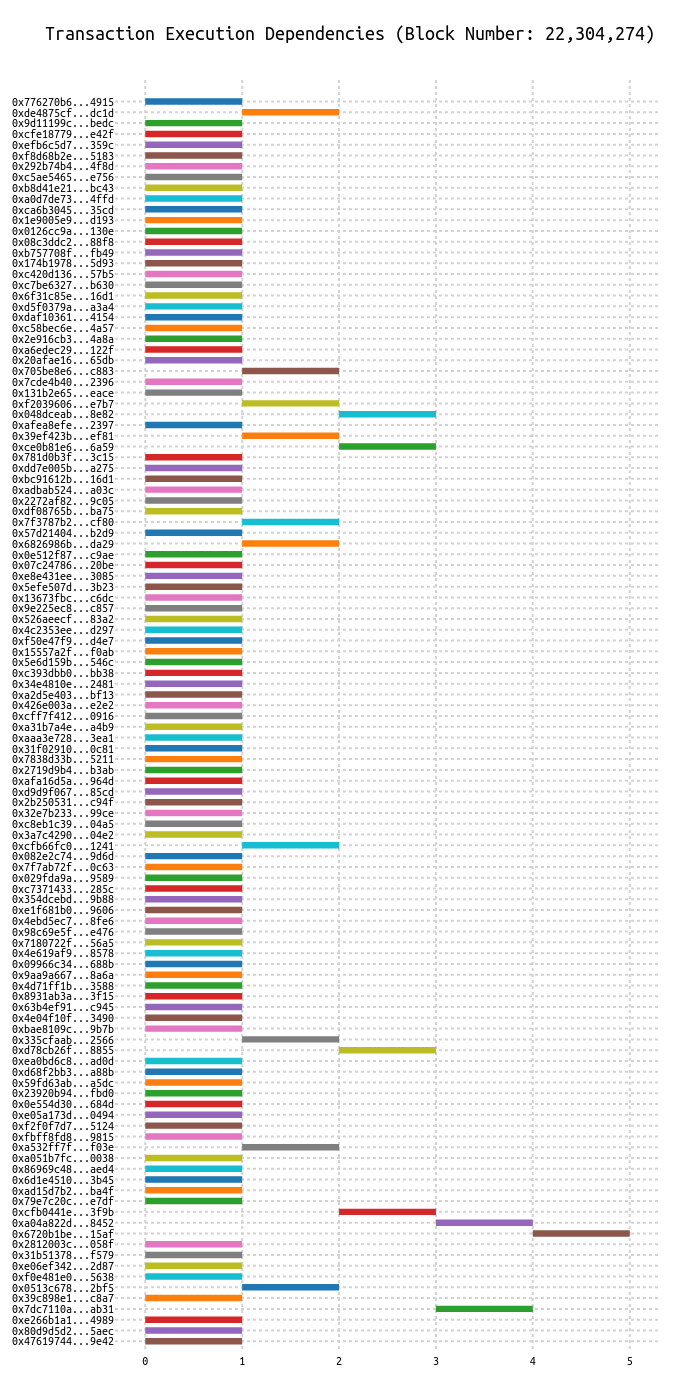 Transaction Execution Dependencies (Block Number: 22,304,274)
0x776270b6...4915
0xde4875cf...dc1d
0x9d11199c...bedc
0xcfe18779...e42f
0xefb6c5d7...359c
0xf8d68b2e...5183
0x292b74b4...4f8d
0xc5ae5465...e756
0xb8d41e21...bc43
0xa0d7de73...4ffd
0xca6b3045...35cd
0x1e9005e9...d193
0x0126cc9a...130e
0x08c3ddc2...88f8
0xb757708f...fb49
0x174b1978...5d93
0xc420d136...57b5
0xc7be6327...b630
0x6f31c85e...16d1
0xd5f0379a...a3a4
0xdaf10361...4154
0xc58bec6e...4a57
0x2e916cb3...4a8a
0xa6edec29...122f
0x20afae16...65db
0x705be8e6...c883
0x7cde4b40...2396
0x131b2e65...eace
0xf2039606...e7b7
0x048dceab...8e82
0xafea8efe...2397
0x39ef423b...ef81
0xce0b81e6...6a59
0x781d0b3f...3c15
0xdd7e005b...a275
0xbc91612b...16d1
0xadbab524...a03c
0x2272af82...9c05
0xdf08765b...ba75
0x7f3787b2...cf80
0x57d21404...b2d9
0x6826986b...da29
0x0e512f87...c9ae
0x07c24786...20be
0xe8e431ee...3085
0x5efe507d...3b23
0x13673fbc...c6dc
0x9e225ec8...c857
0x526aeecf...83a2
0x4c2353ee...d297
0xf50e47f9...d4e7
0x15557a2f...f0ab
0x5e6d159b...546c
0xc393dbb0...bb38
0x34e4810e...2481
0xa2d5e403...bf13
0x426e003a...e2e2
0xcff7f412...0916
0xa31b7a4e...a4b9
0xaaa3e728...3ea1
0x31f02910...0c81
0x7838d33b...5211
0x2719d9b4...b3ab
0xafa16d5a...964d
0xd9d9f067...85cd
0x2b250531...c94f
0x32e7b233...99ce
0xc8eb1c39...04a5
0x3a7c4290...04e2
0xcfb66fc0...1241
0x082e2c74...9d6d
0x7f7ab72f...0c63
0x029fda9a...9589
0xc7371433...285c
0x354dcebd...9b88
0xe1f681b0...9606
0x4ebd5ec7...8fe6
0x98c69e5f...e476
0x7180722f...56a5
0x4e619af9...8578
0x09966c34...688b
0x9aa9a667...8a6a
0x4d71ff1b...3588
0x8931ab3a...3f15
0x63b4ef91...c945
0x4e04f10f...3490
0xbae8109c...9b7b
0x335cfaab...2566
0xd78cb26f...8855
0xea0bd6c8...ad0d
0xd68f2bb3...a88b
0x59fd63ab...a5dc
0x23920b94...fbd0
0x0e554d30...684d
0xe05a173d...0494
0xf2f0f7d7...5124
0xfbff8fd8...9815
0xa532ff7f...f03e
0xa051b7fc...0038
0x86969c48...aed4
0x6d1e4510...3b45
0xad15d7b2...ba4f
0x79e7c20c...e7df
0xcfb0441e...3f9b
0xa04a822d...8452
0x6720b1be...15af
0x2812003c...058f
0x31b51378...f579
0xe06ef342...2d87
0xf0e481e0...5638
0x0513c678...2bf5
0x39c898e1...c8a7
0x7dc7110a...ab31
0xe266b1a1...4989
0x80d9d5d2...5aec
0x47619744...9e42
0 1 2 3 4 5